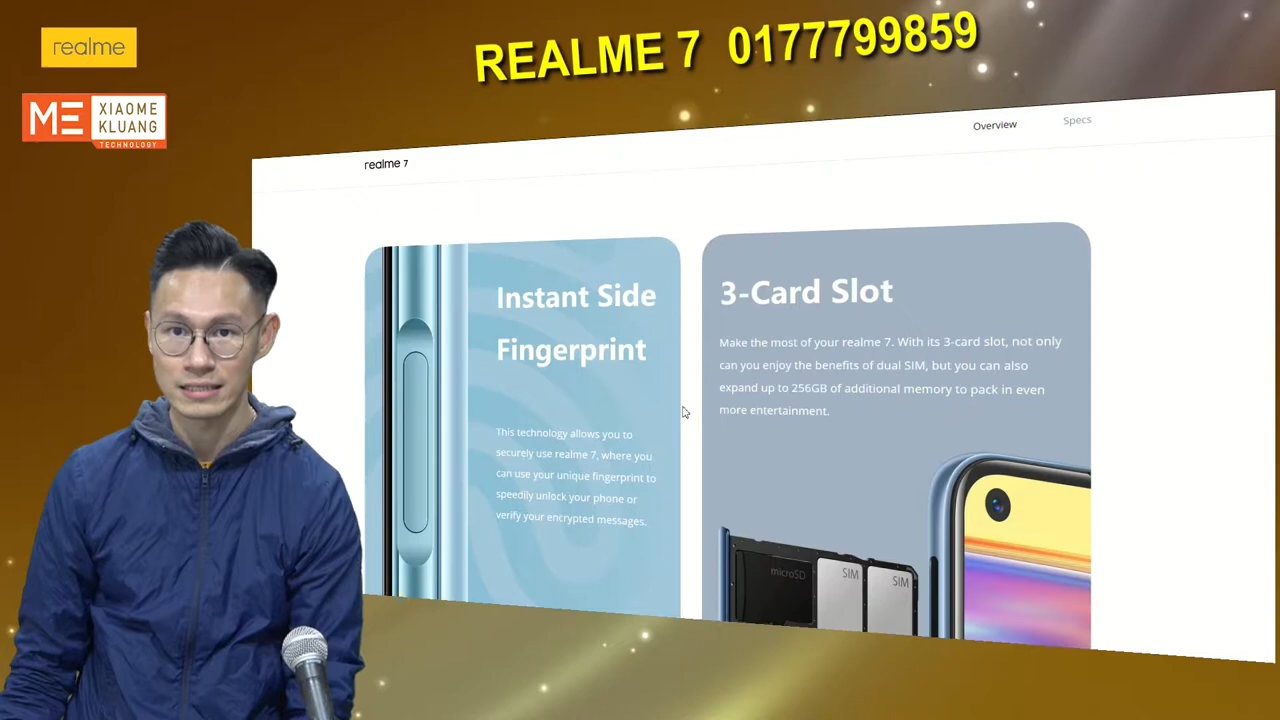 realme
REALME 7 0177799859
ME XIAOME
KLUANG
TECHNOLOGY
realme 7
Overview
Specs
Instant Side
Fingerprint
This technology allows you to
securely use realme 7, where you
can use your unique fingerprint to
speedily unlock your phone or
verify your encrypted messages.
3-Card Slot
Make the most of your realme 7. With its 3-card slot, not only
can you enjoy the benefits of dual SIM, but you can also
expand up to 256GB of additional memory to pack in even
more entertainment.
microSD
SIM
SIM